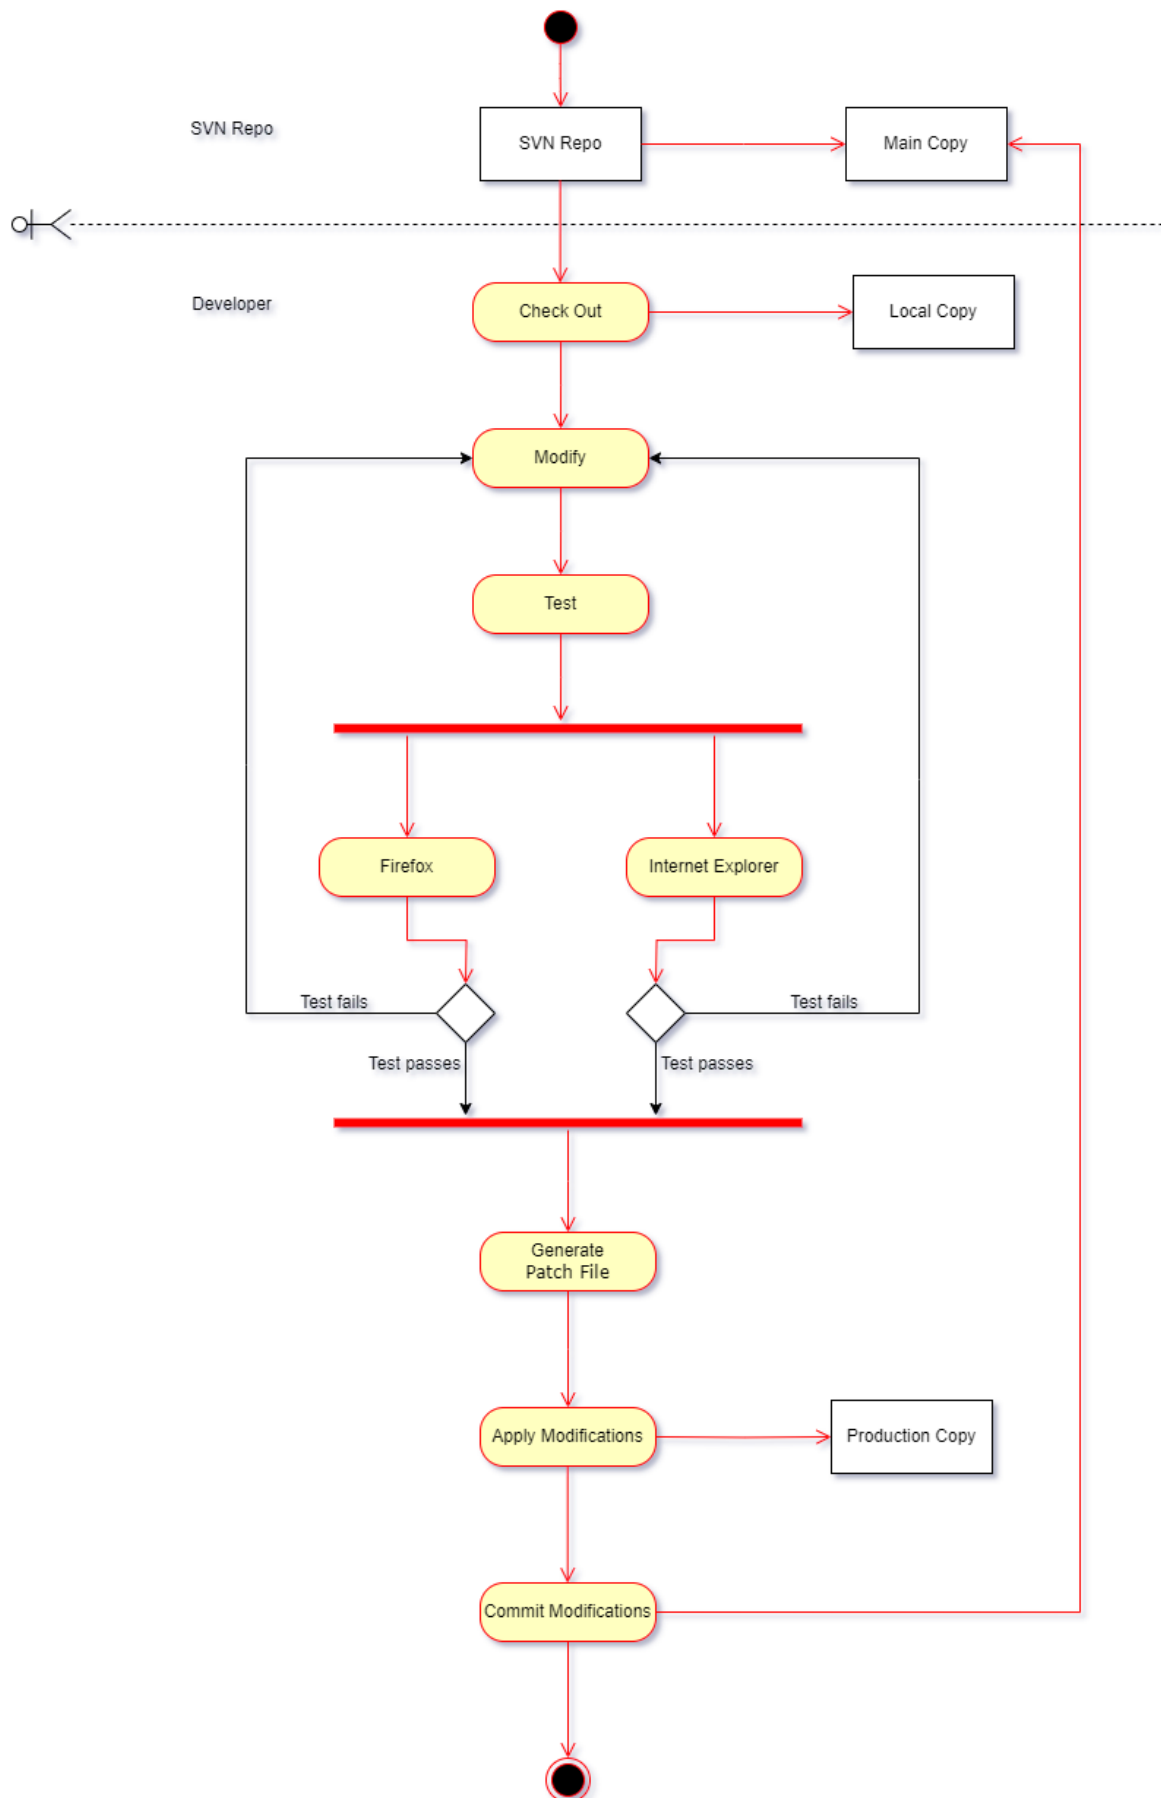 SVN Repo
SVN Repo
Main Copy
Developer
Check Out
Local Copy
Modify
Test
Firefox
Internet Explorer
Test fails
Test fails
Test passes
Test passes
Generate
Patch File
Apply Modifications
Production Copy
Commit Modifications